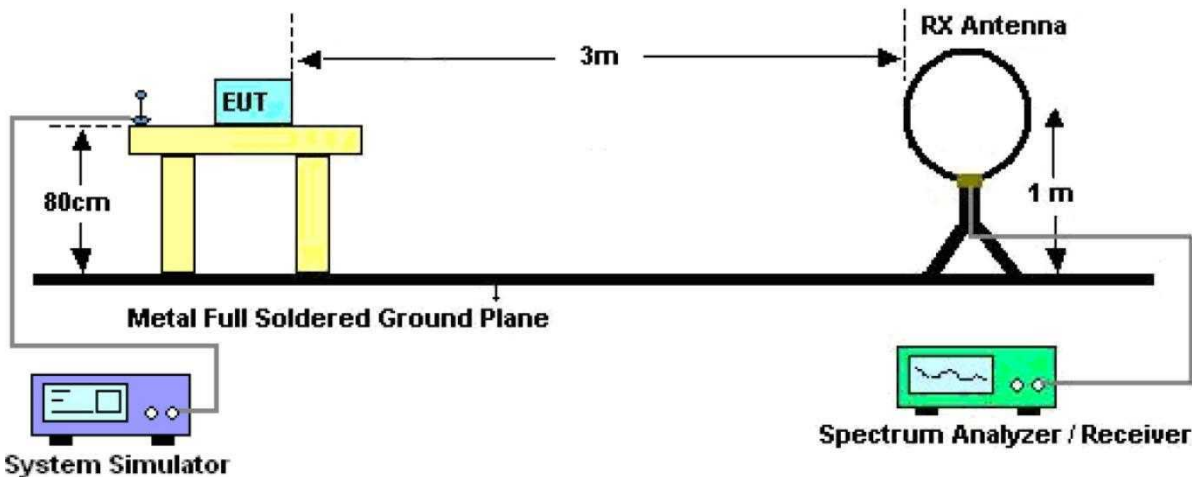 RX Antenna
3m
EUT
80cm
1 m
Metal Full Soldered Ground Plane
System Simulator
Spectrum Analyzer / Receiver